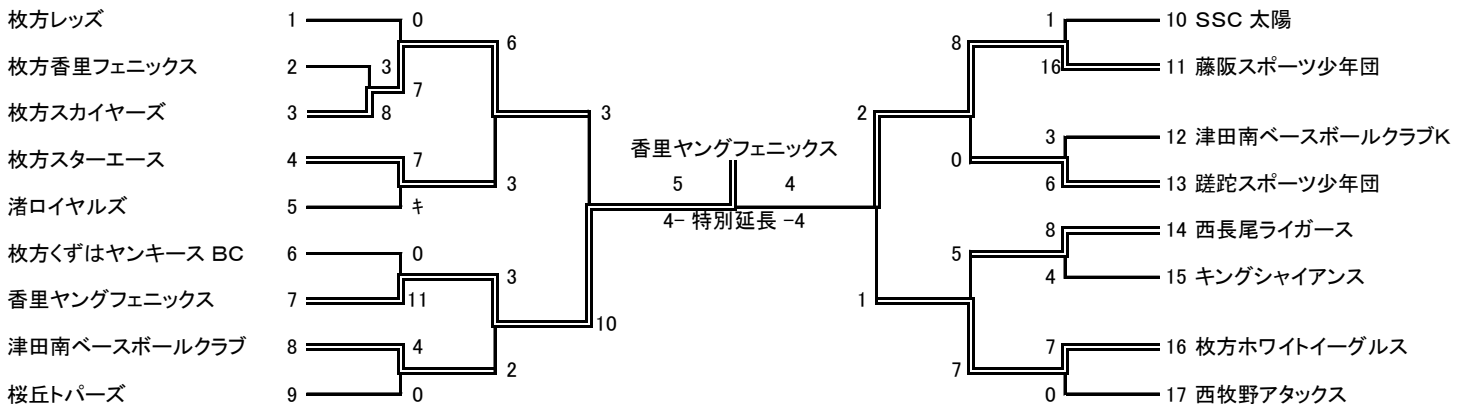 枚方レッズ 1 0 1 10 SSC 太陽
6 8
枚方香里フェニックス 2 3 16 11 藤阪スポーツ少年団
7
枚方スカイヤーズ 3 8 3 2
3 12 津田南ベースボールクラブK
香里ヤングフェニックス
枚方スターエース 4 7 0
3 5 4 6 13 蹉跎スポーツ少年団
渚ロイヤルズ 5 キ
4- 特別延長 -4
8 14 西長尾ライガース
枚方くずはヤンキース BC 6 0 5
3 4 15 キングシャイアンス
香里ヤングフェニックス 7 11 1
10
津田南ベースボールクラブ 8 4 7 16 枚方ホワイトイーグルス
2 7
桜丘トパーズ 9 0 0 17 西牧野アタックス